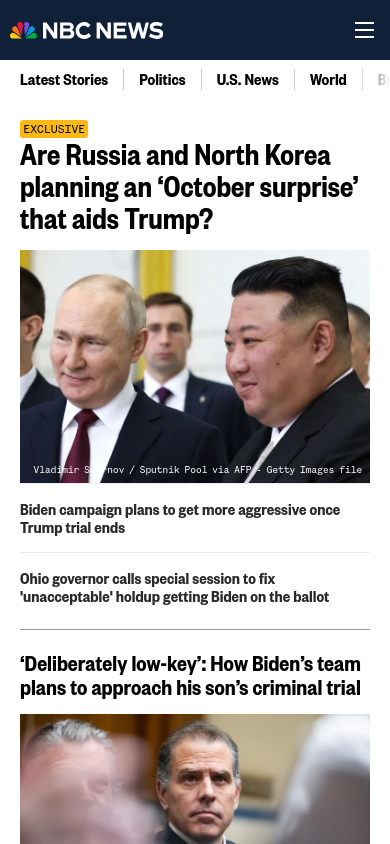 NBC NEWS
Latest Stories
Politics
U.S. News
World
EXCLUSIVE
Are Russia and North Korea
planning an ‘October surprise’
that aids Trump?
Vladimir Smirnov / Sputnik Pool via AFP - Getty Images file
Biden campaign plans to get more aggressive once
Trump trial ends
Ohio governor calls special session to fix
'unacceptable' holdup getting Biden on the ballot
‘Deliberately low-key’: How Biden’s team
plans to approach his son’s criminal trial